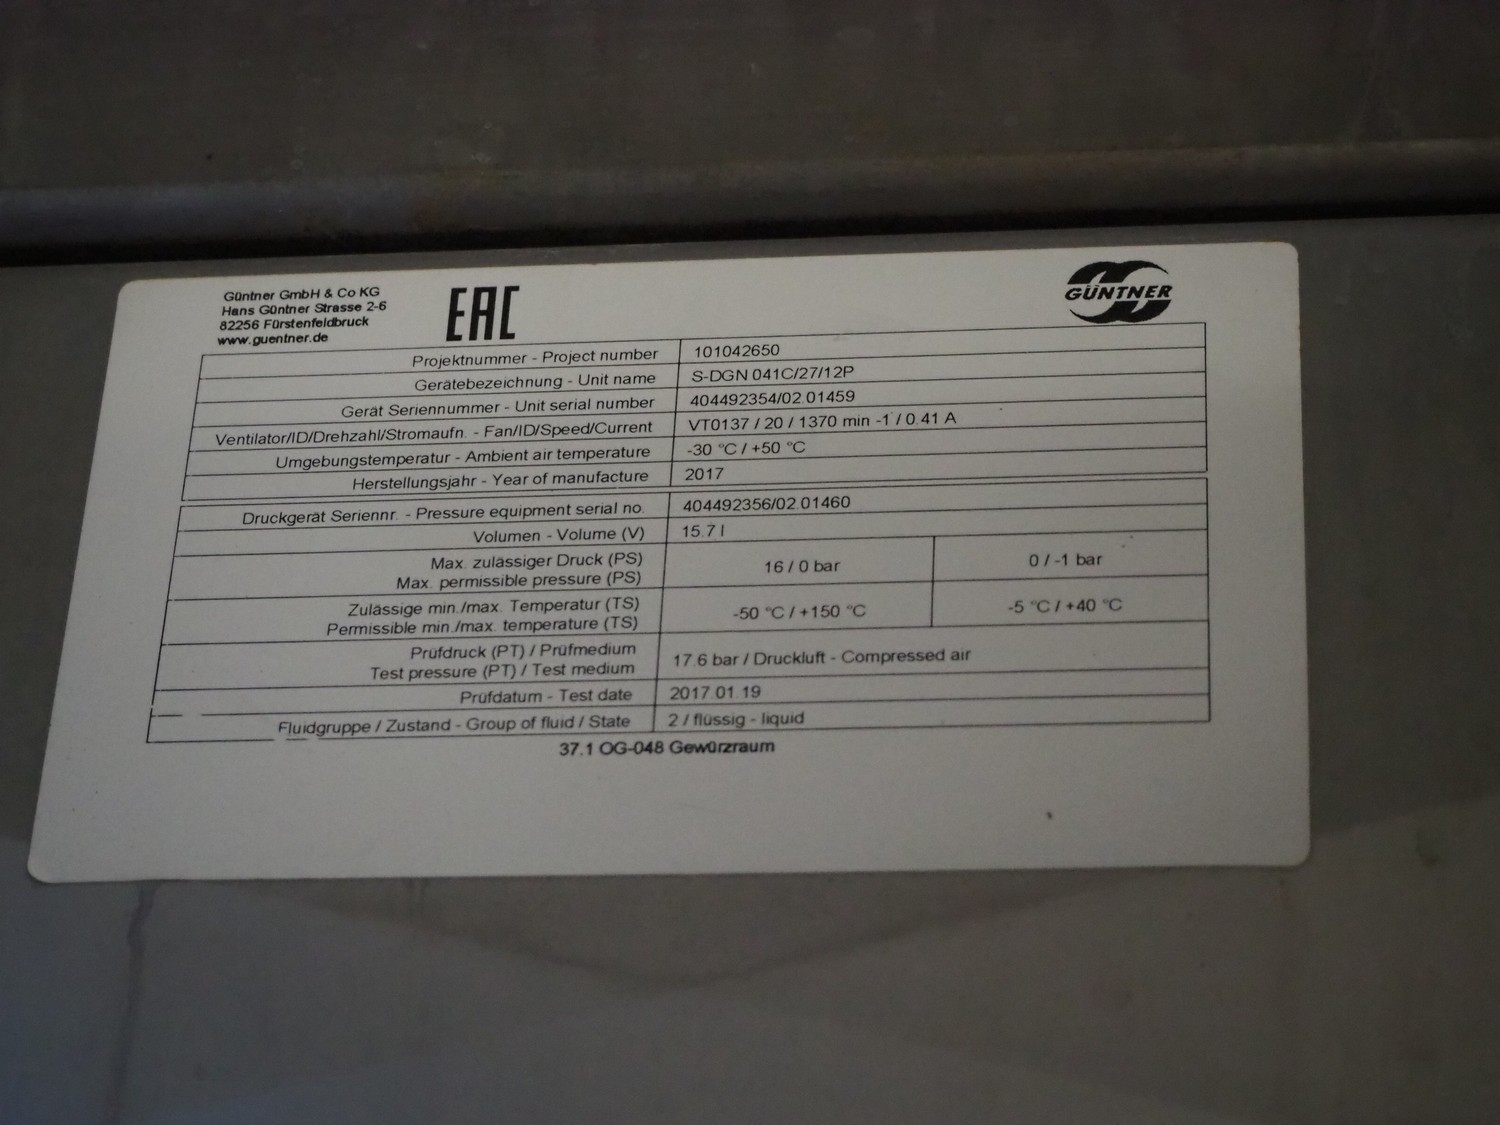 Güntner GmbH & Co KG
Hans Güntner Strasse 2-6
82256 Fürstenfeldbruck
www.guentner.de
EAC
GÜNTNER
Projektnummer - Project number 101042650
Gerätebezeichnung - Unit name S-DGN 041C/27/12P
Gerät Seriennummer - Unit serial number 404492354/02.01459
Ventilator/ID/Drehzahl/Stromaufn. - Fan/ID/Speed/Current VT0137 / 20 / 1370 min -1 / 0.41 A
Umgebungstemperatur - Ambient air temperature -30 °C / +50 °C
Herstellungsjahr - Year of manufacture 2017
Druckgerät Seriennr. - Pressure equipment serial no. 404492356/02.01460
Volumen - Volume (V) 15.7 l
Max. zulässiger Druck (PS)
Max. permissible pressure (PS) 16 / 0 bar 0 / -1 bar
Zulässige min./max. Temperatur (TS)
Permissible min./max. temperature (TS) -50 °C / +150 °C -5 °C / +40 °C
Prüfdruck (PT) / Prüfmedium
Test pressure (PT) / Test medium 17.6 bar / Druckluft - Compressed air
Prüfdatum - Test date 2017.01.19
Fluidgruppe / Zustand - Group of fluid / State 2 / flüssig - liquid
37.1 OG-048 Gewürzraum